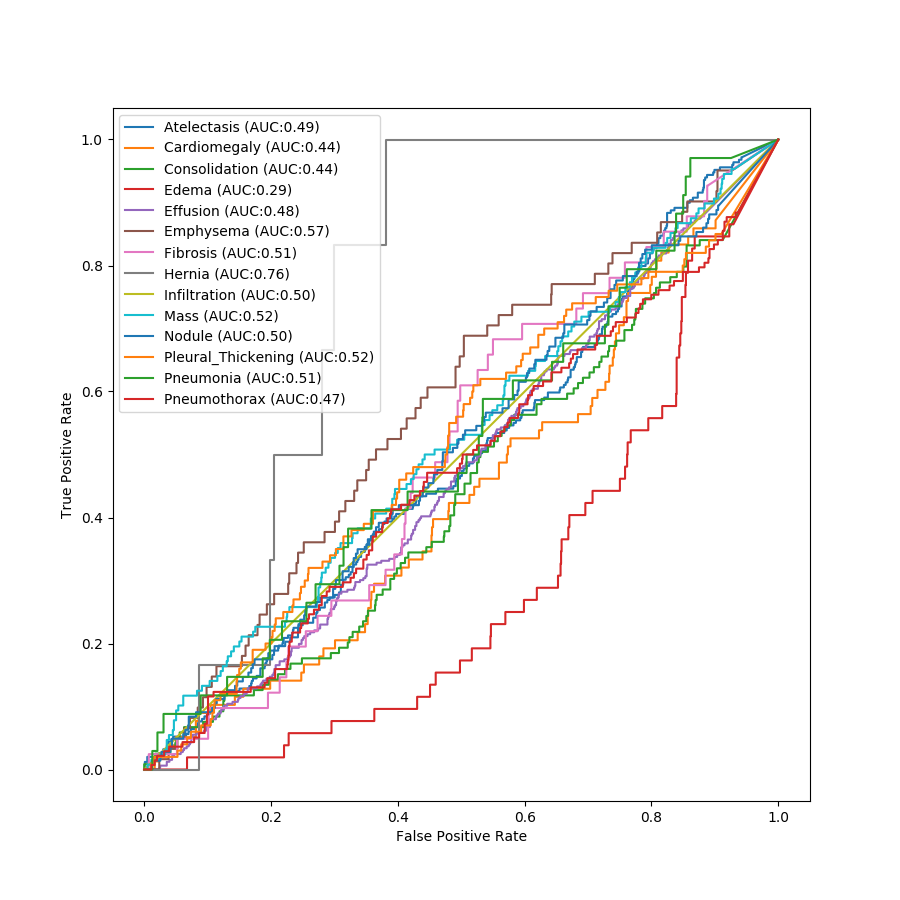 Atelectasis (AUC:0.49)
Cardiomegaly (AUC:0.44)
Consolidation (AUC:0.44)
Edema (AUC:0.29)
Effusion (AUC:0.48)
Emphysema (AUC:0.57)
Fibrosis (AUC:0.51)
Hernia (AUC:0.76)
Infiltration (AUC:0.50)
Mass (AUC:0.52)
Nodule (AUC:0.50)
Pleural_Thickening (AUC:0.52)
Pneumonia (AUC:0.51)
Pneumothorax (AUC:0.47)
True Positive Rate
1.0
0.8
0.6
0.4
0.2
0.0
0.0 0.2 0.4 0.6 0.8 1.0
False Positive Rate